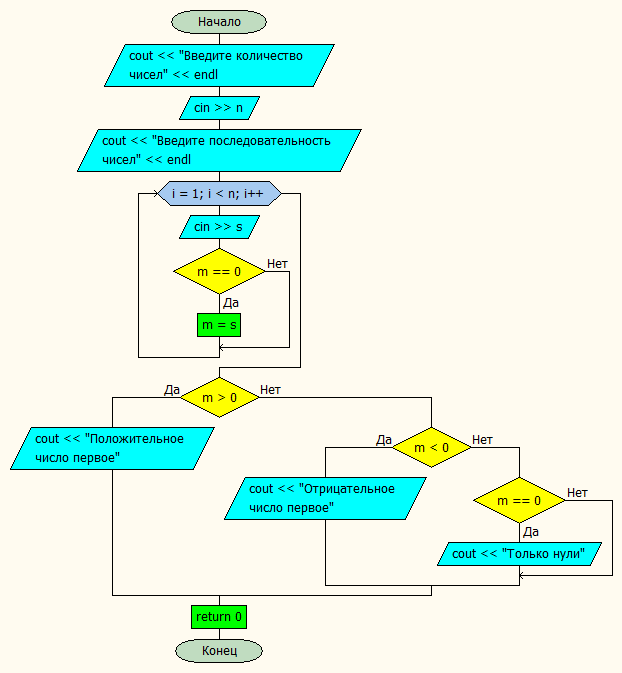 Начало
cout << "Введите количество
чисел" << endl
cin >> n
cout << "Введите последовательность
чисел" << endl
i = 1; i < n; i++
cin >> s
m == 0
Нет
Да
m = s
m > 0
Да
Нет
cout << "Положительное
число первое"
m < 0
Да
Нет
cout << "Отрицательное
число первое"
m == 0
Нет
Да
cout << "Только нули"
return 0
Конец